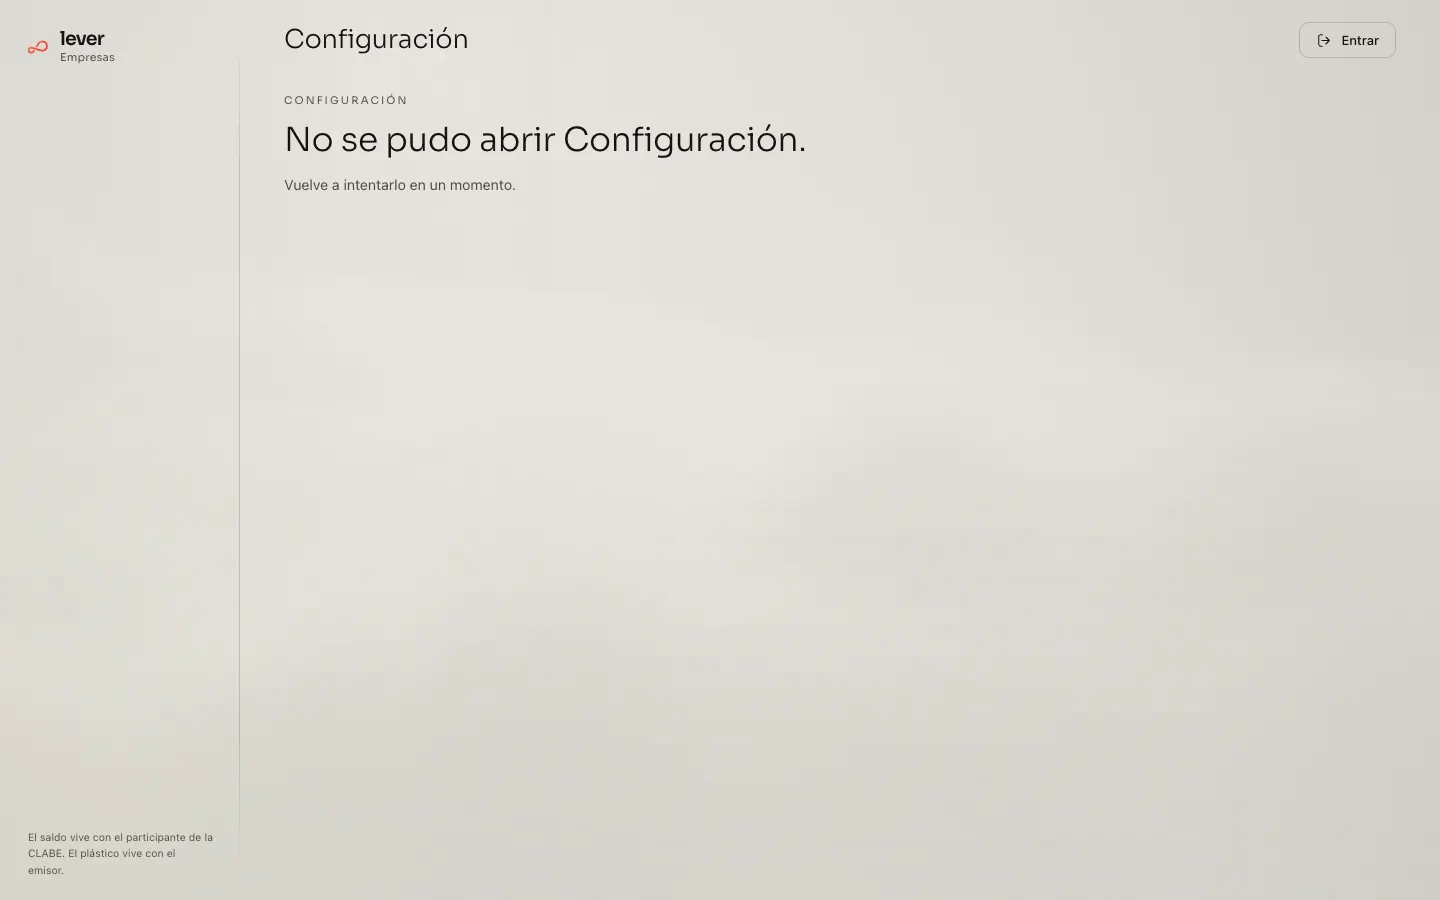 lever
Empresas
Configuración
Entrar
CONFIGURACIÓN
No se pudo abrir Configuración.
Vuelve a intentarlo en un momento.
El saldo vive con el participante de la
CLABE. El plástico vive con el
emisor.